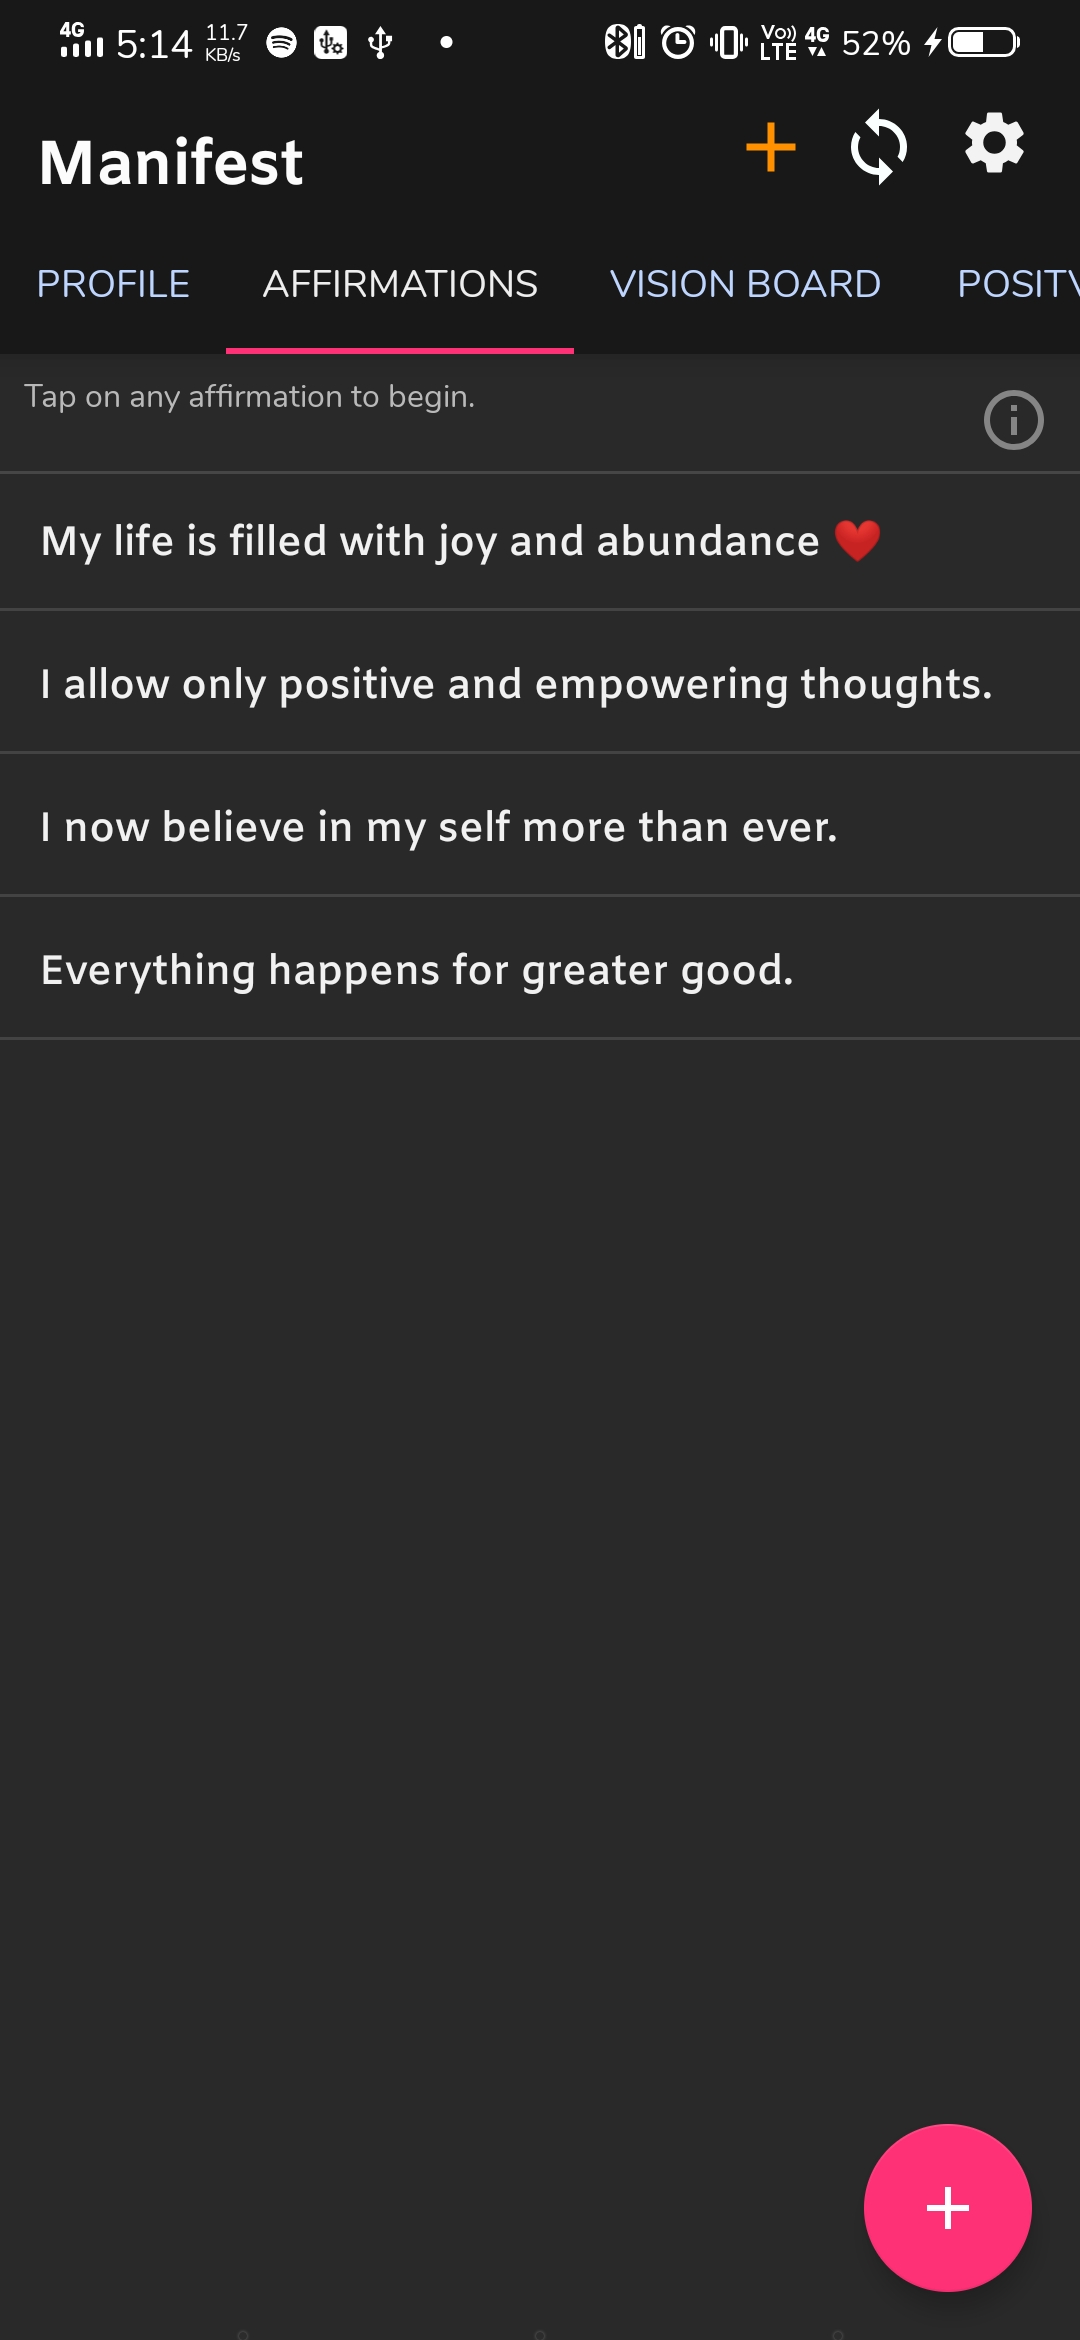 4G 5:14 11.7 KB/s Vo)) LTE 4G 52%
Manifest
PROFILE AFFIRMATIONS VISION BOARD POSITV
Tap on any affirmation to begin.
My life is filled with joy and abundance ❤️
I allow only positive and empowering thoughts.
I now believe in my self more than ever.
Everything happens for greater good.